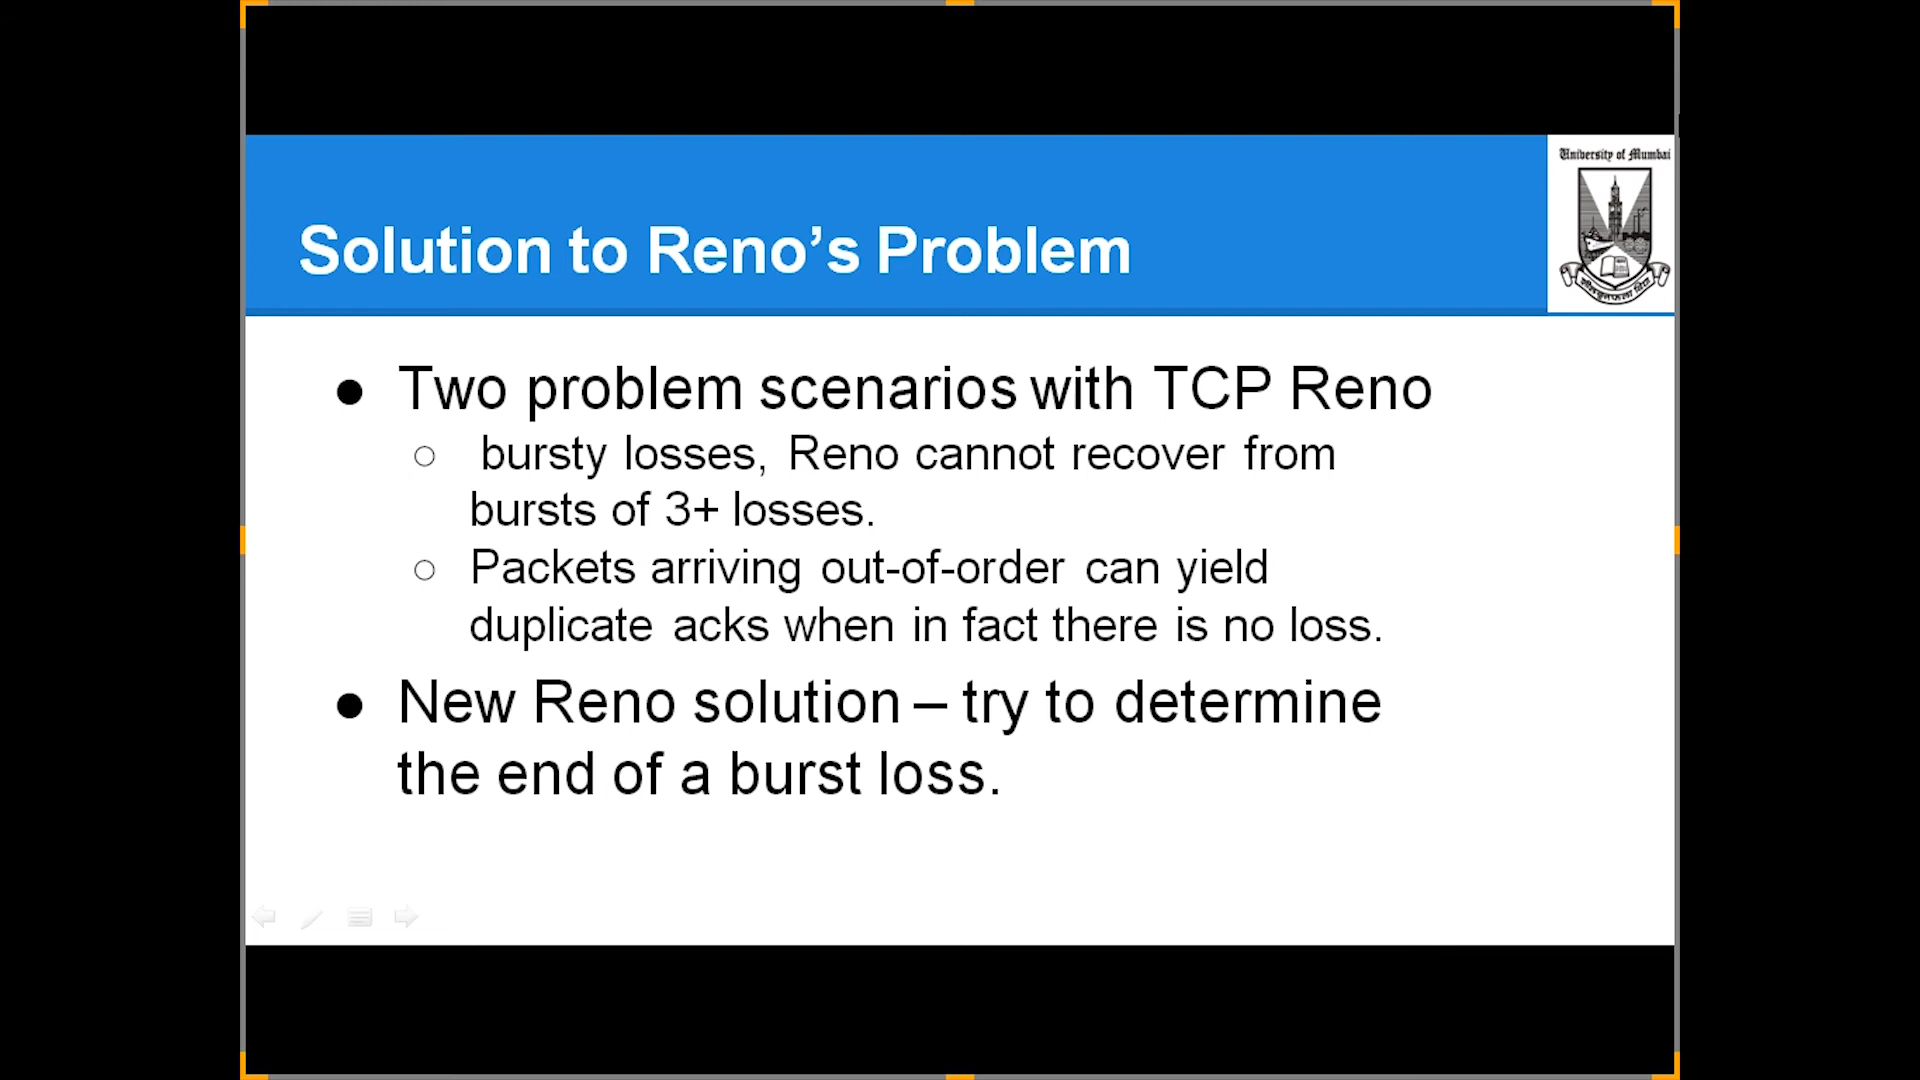 University of Mumbai
Solution to Reno’s Problem
● Two problem scenarios with TCP Reno
○ bursty losses, Reno cannot recover from
bursts of 3+ losses.
○ Packets arriving out-of-order can yield
duplicate acks when in fact there is no loss.
● New Reno solution – try to determine
the end of a burst loss.